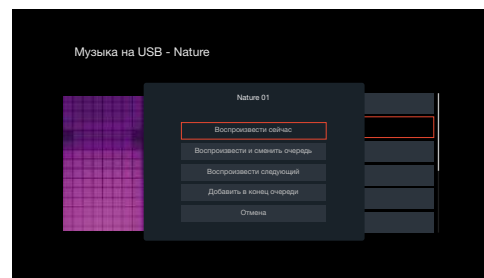 Музыка на USB - Nature
Nature 01
Воспроизвести сейчас
Воспроизвести и сменить очередь
Воспроизвести следующий
Добавить в конец очереди
Отмена